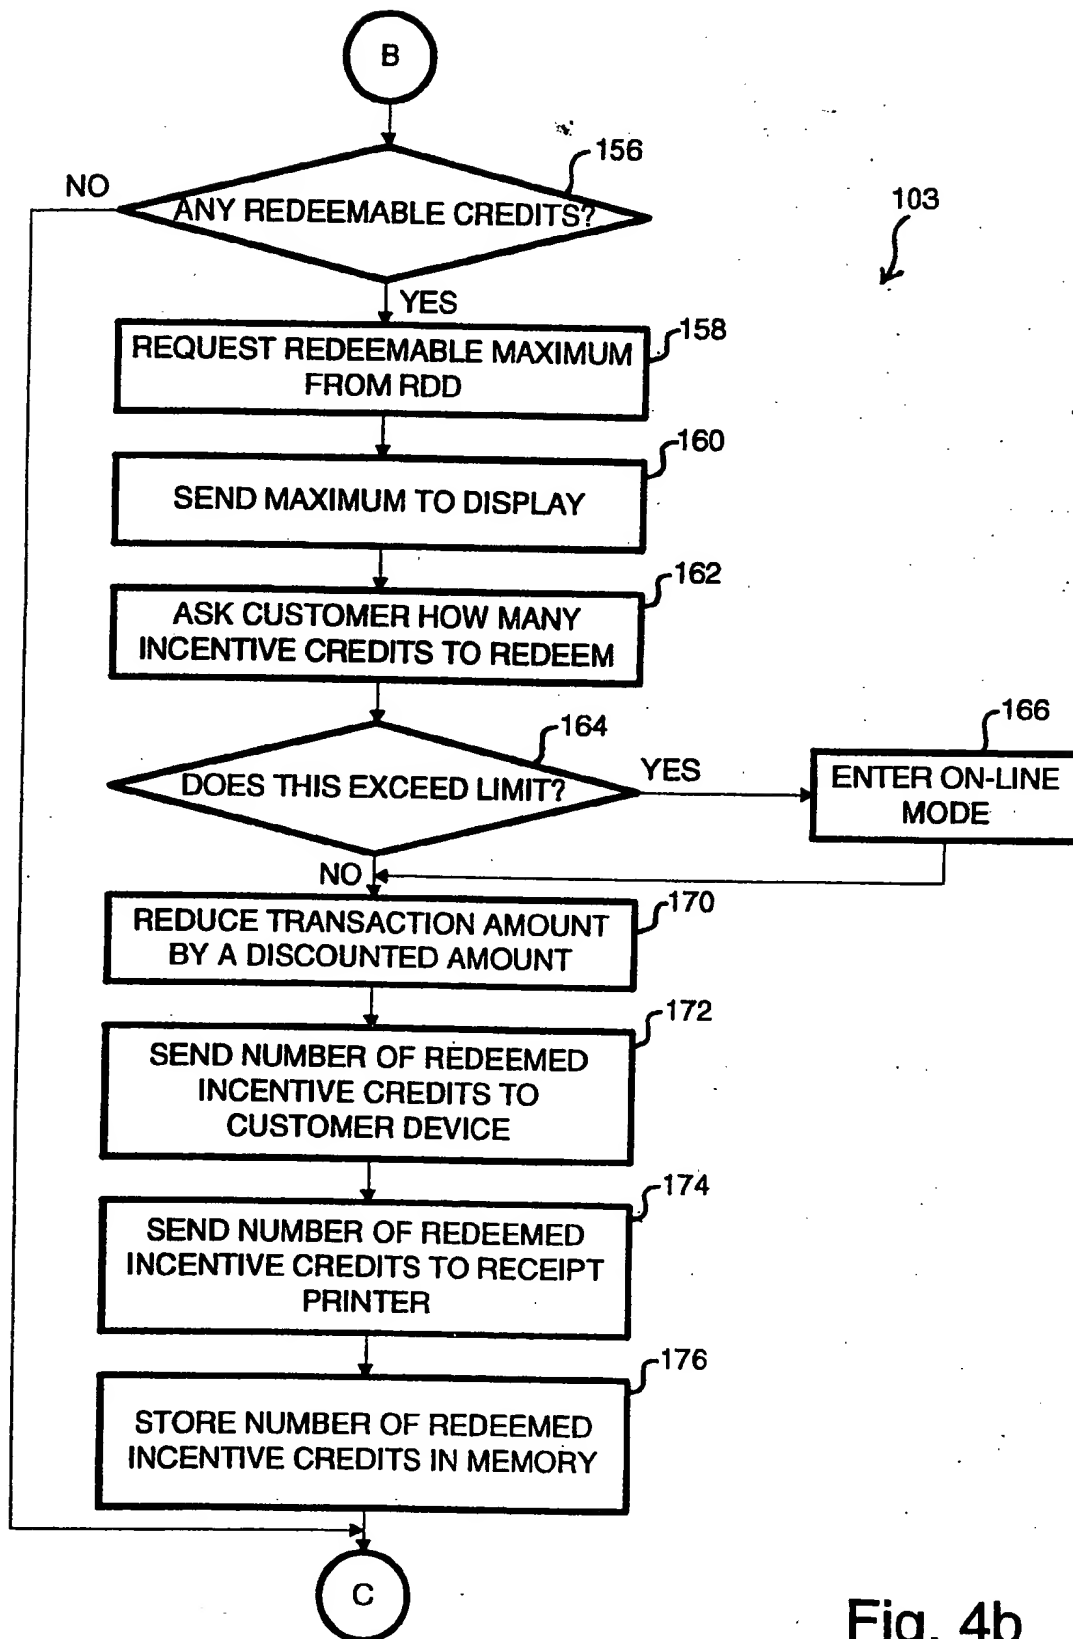 B
156
NO
ANY REDEEMABLE CREDITS?
103
YES
158
REQUEST REDEEMABLE MAXIMUM
FROM RDD
160
SEND MAXIMUM TO DISPLAY
162
ASK CUSTOMER HOW MANY
INCENTIVE CREDITS TO REDEEM
164
166
DOES THIS EXCEED LIMIT?
YES
ENTER ON-LINE
MODE
NO
170
REDUCE TRANSACTION AMOUNT
BY A DISCOUNTED AMOUNT
172
SEND NUMBER OF REDEEMED
INCENTIVE CREDITS TO
CUSTOMER DEVICE
174
SEND NUMBER OF REDEEMED
INCENTIVE CREDITS TO RECEIPT
PRINTER
176
STORE NUMBER OF REDEEMED
INCENTIVE CREDITS IN MEMORY
C
Fig. 4b